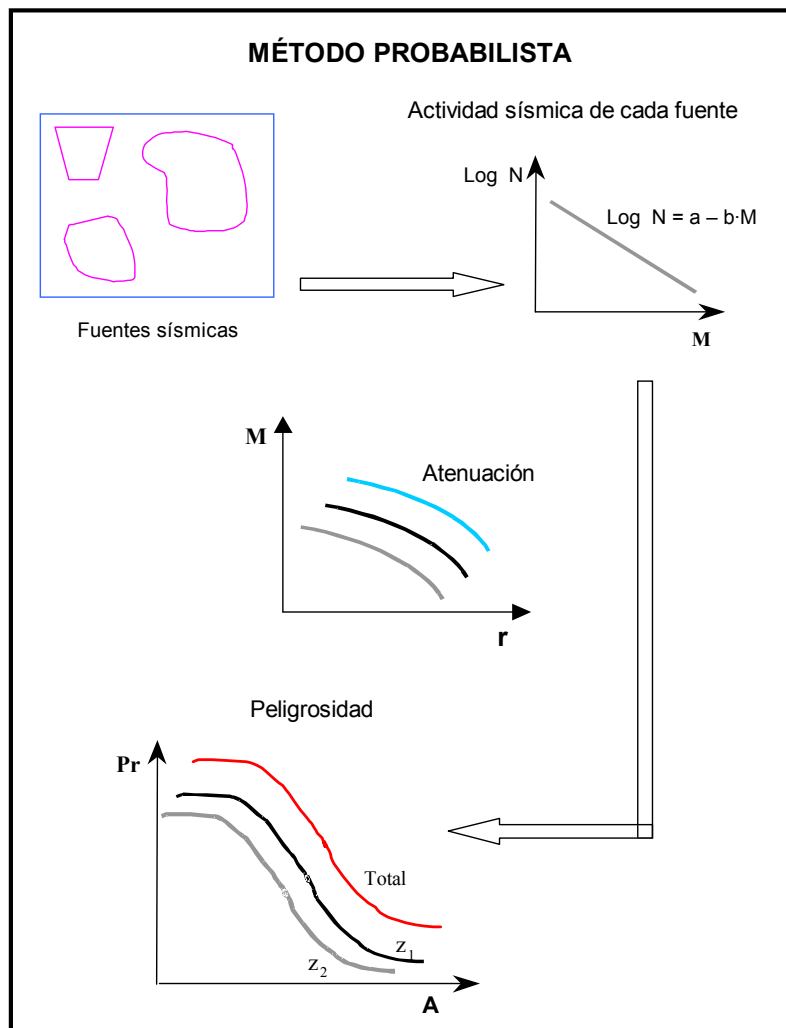 MÉTODO PROBABILISTA
Actividad sísmica de cada fuente
Log N
Log N = a – b·M
M
Fuentes sísmicas
M
Atenuación
r
Peligrosidad
Pr
Total
z1
z2
A